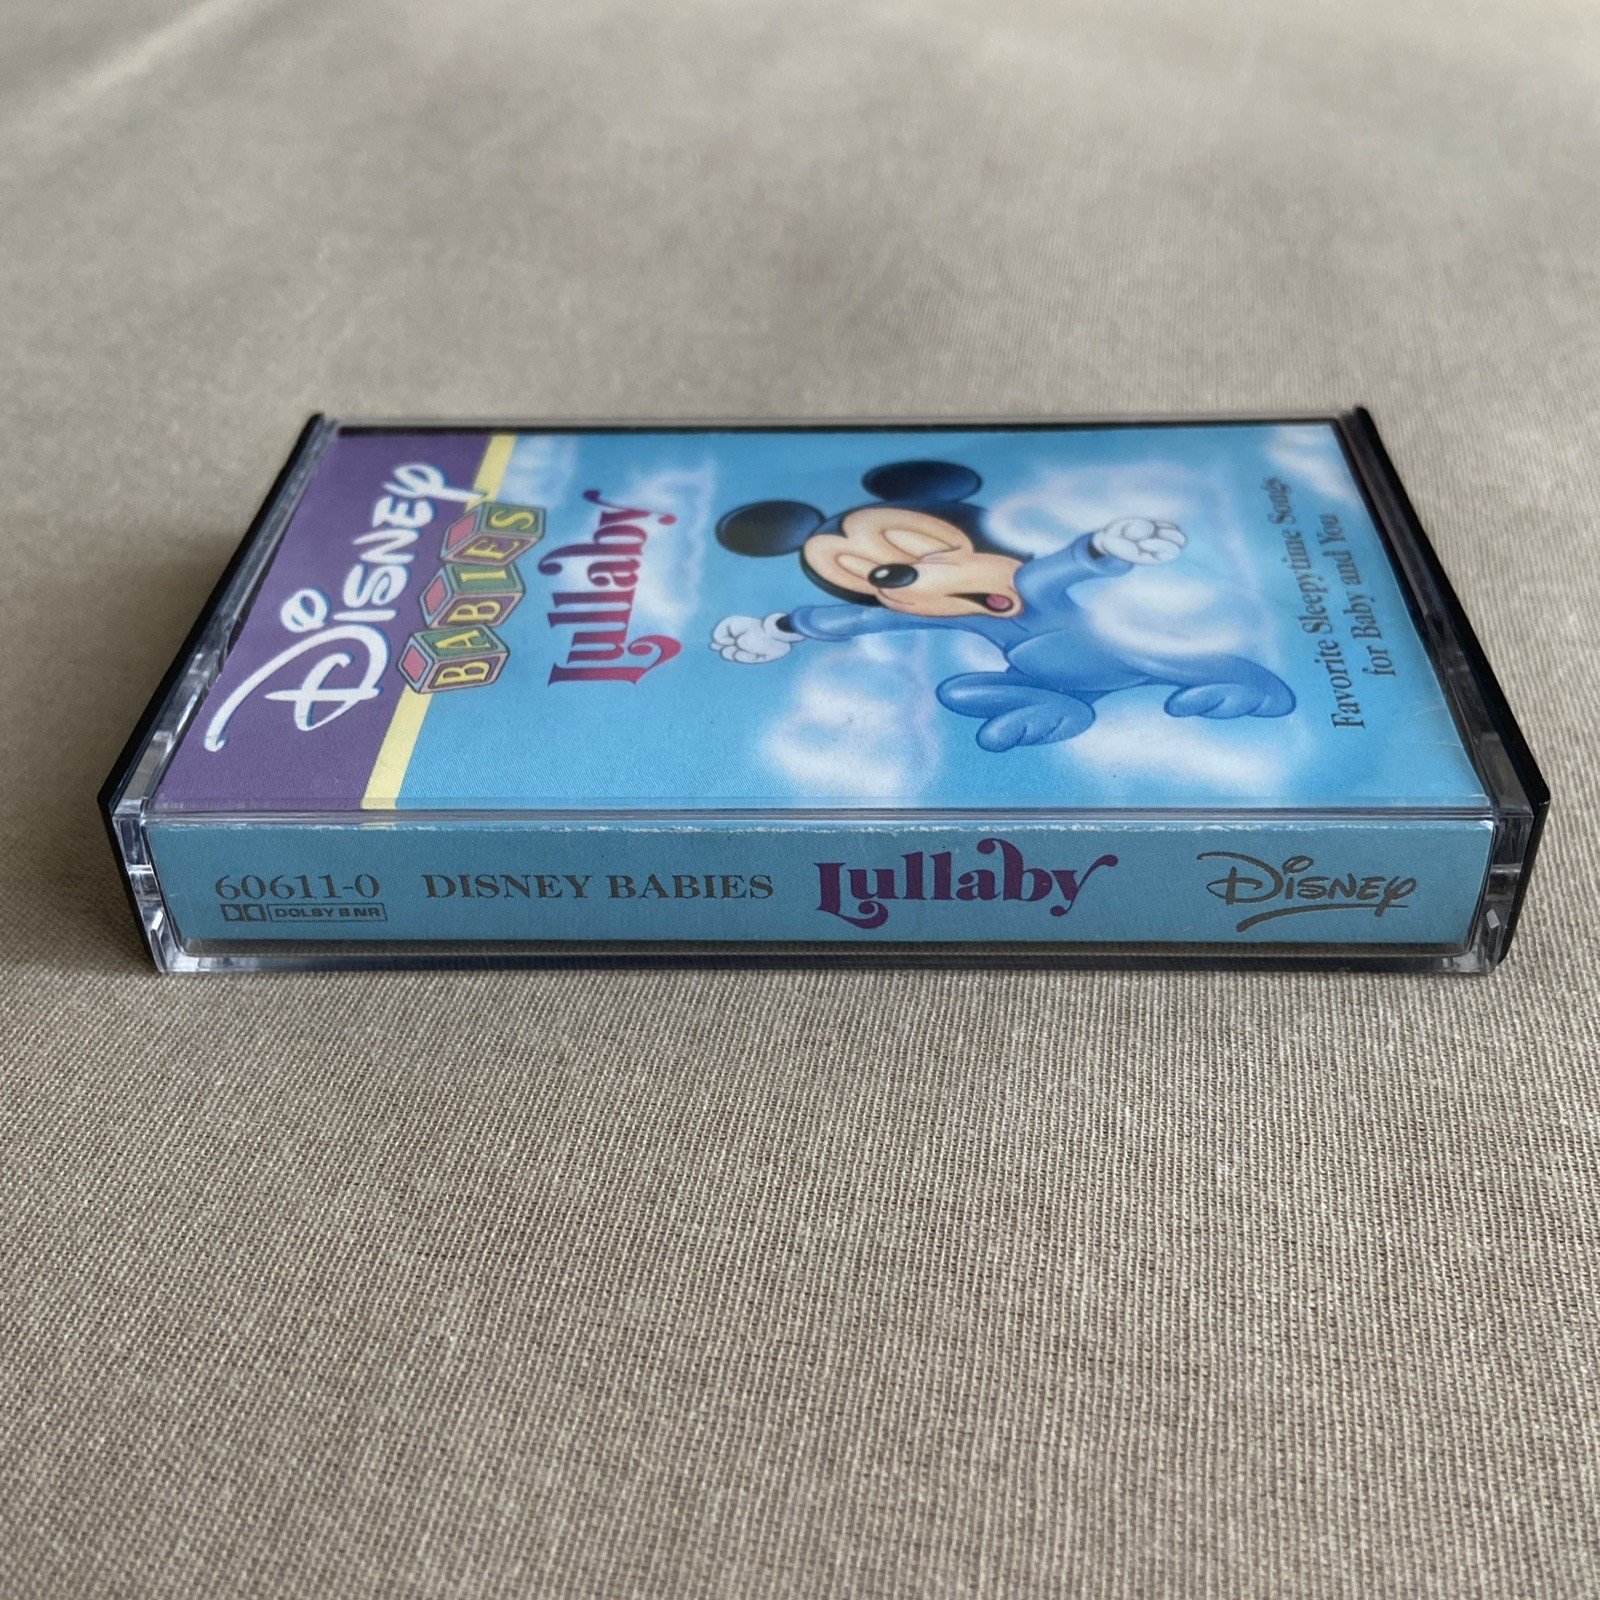 DISNEY
BABIES
Lullaby
Favorite Sleepytime Songs
for Baby and You
60611-0 DISNEY BABIES Lullaby DISNEY
DOLBY B NR